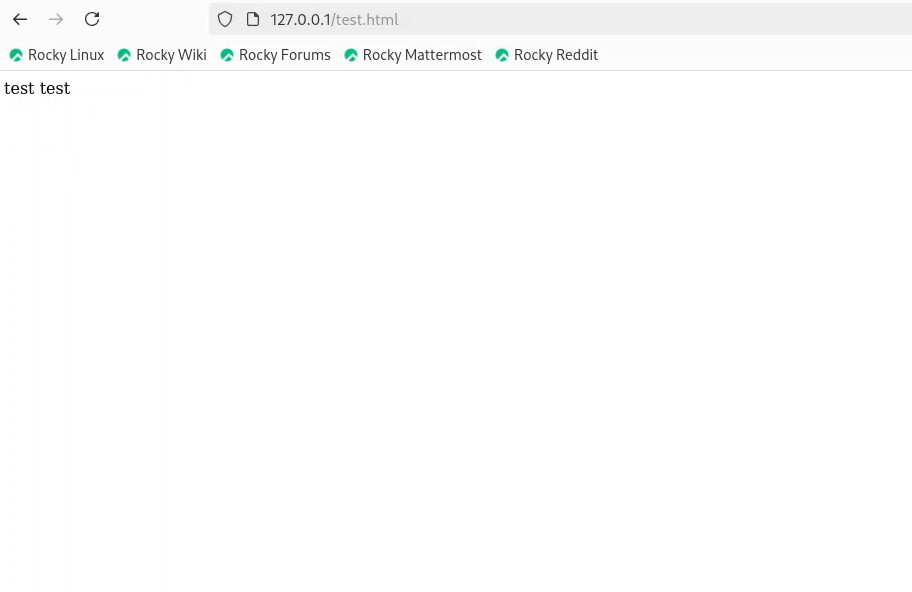 127.0.0.1/test.html
Rocky Linux Rocky Wiki Rocky Forums Rocky Mattermost Rocky Reddit
test test